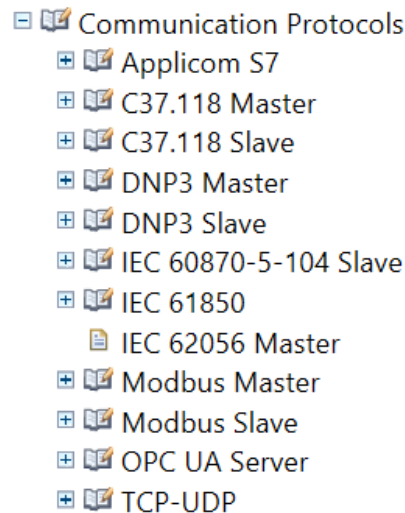 Communication Protocols
Applicom S7
C37.118 Master
C37.118 Slave
DNP3 Master
DNP3 Slave
IEC 60870-5-104 Slave
IEC 61850
IEC 62056 Master
Modbus Master
Modbus Slave
OPC UA Server
TCP-UDP